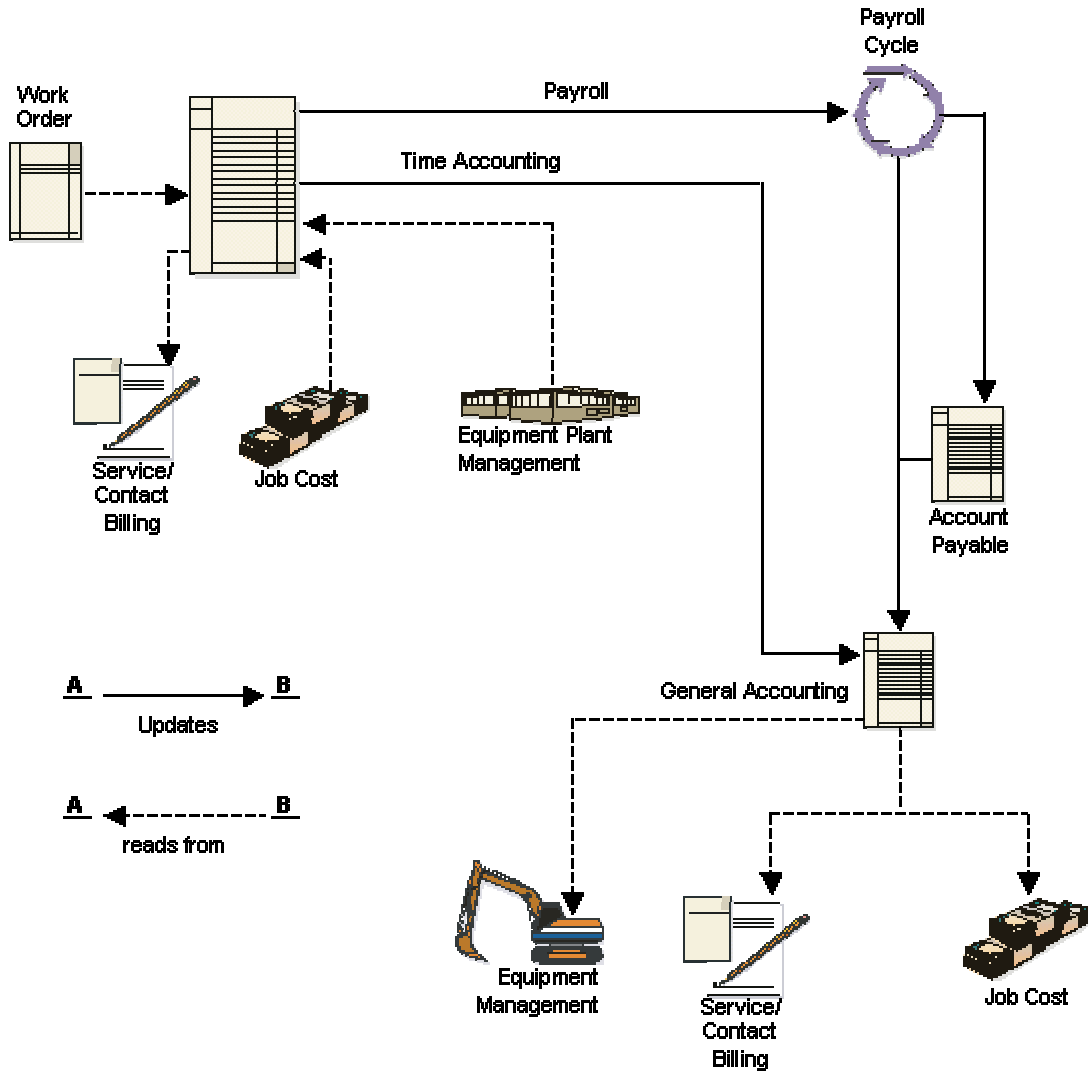 Payroll
Cycle
Work
Order
Payroll
Time Accounting
Equipment Plant
Management
Service/
Contact
Billing
Job Cost
Account
Payable
General Accounting
A
B
Updates
A
B
reads from
Equipment
Management
Service/
Contact
Billing
Job Cost